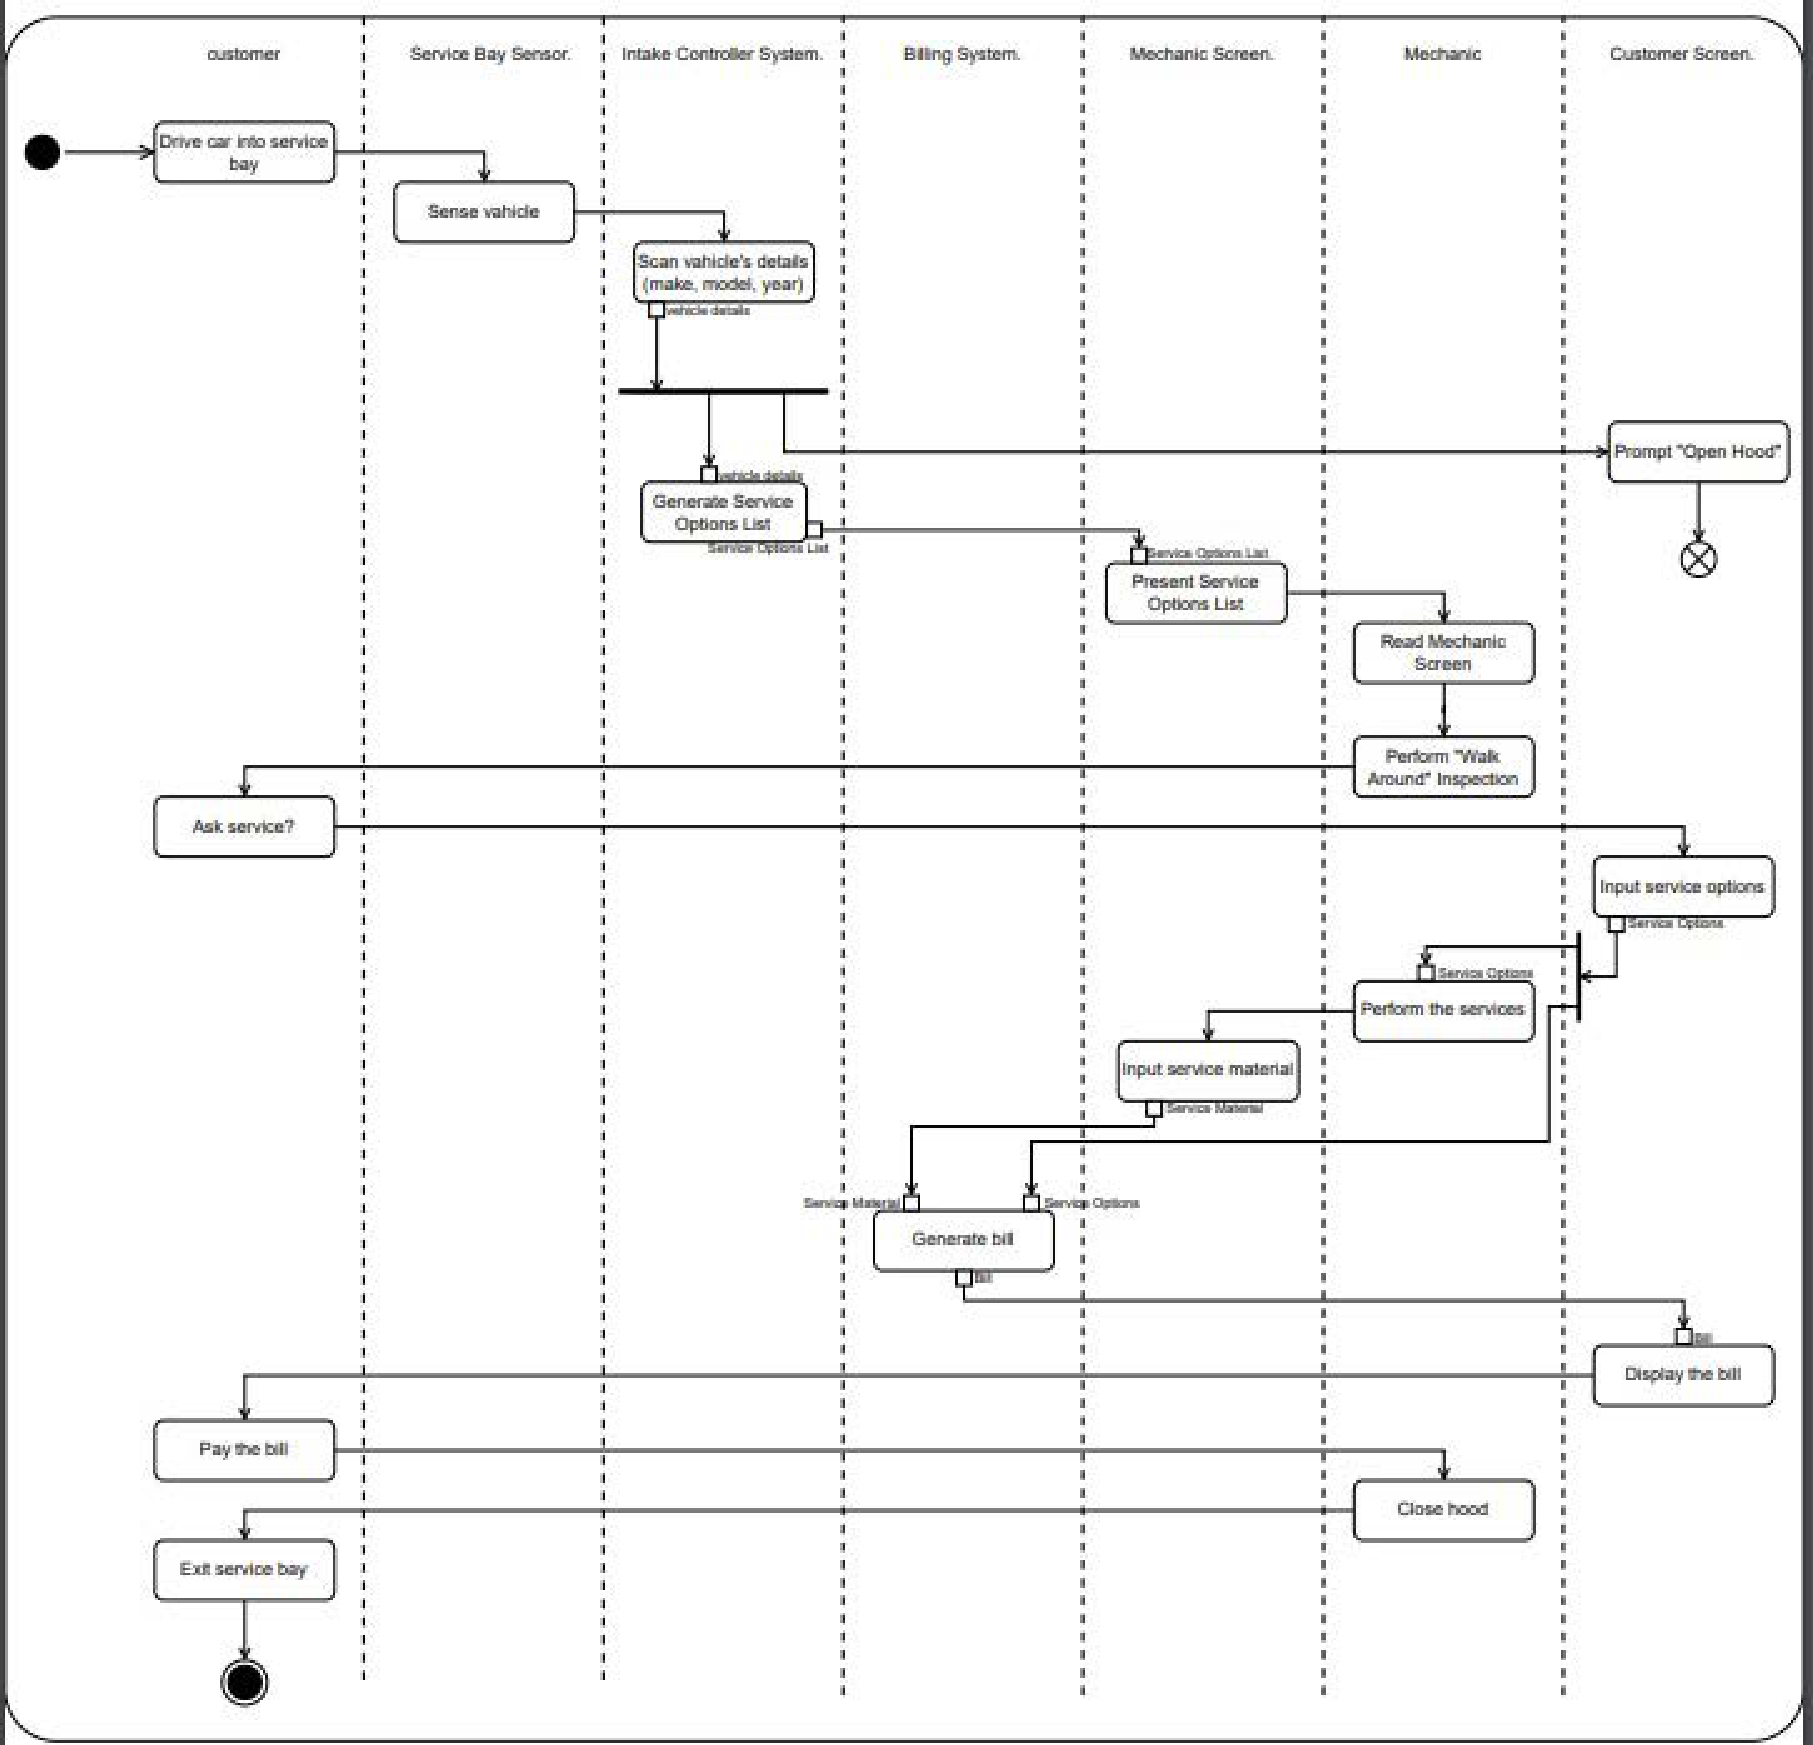 customer
Service Bay Sensor.
Intake Controller System.
Billing System.
Mechanic Screen.
Mechanic
Customer Screen.
Drive car into service
bay
Sense vahicle
Scan vahicle's details
(make, model, year)
vehicle details
Prompt "Open Hood"
vehicle details
Generate Service
Options List
Service Options List
Service Options List
Present Service
Options List
Read Mechanic
Screen
Perform "Walk
Around" Inspection
Ask service?
Input service options
Service Options
Service Options
Perform the services
Input service material
Service Material
Service Material
Service Options
Generate bill
Bill
Bill
Display the bill
Pay the bill
Close hood
Exit service bay